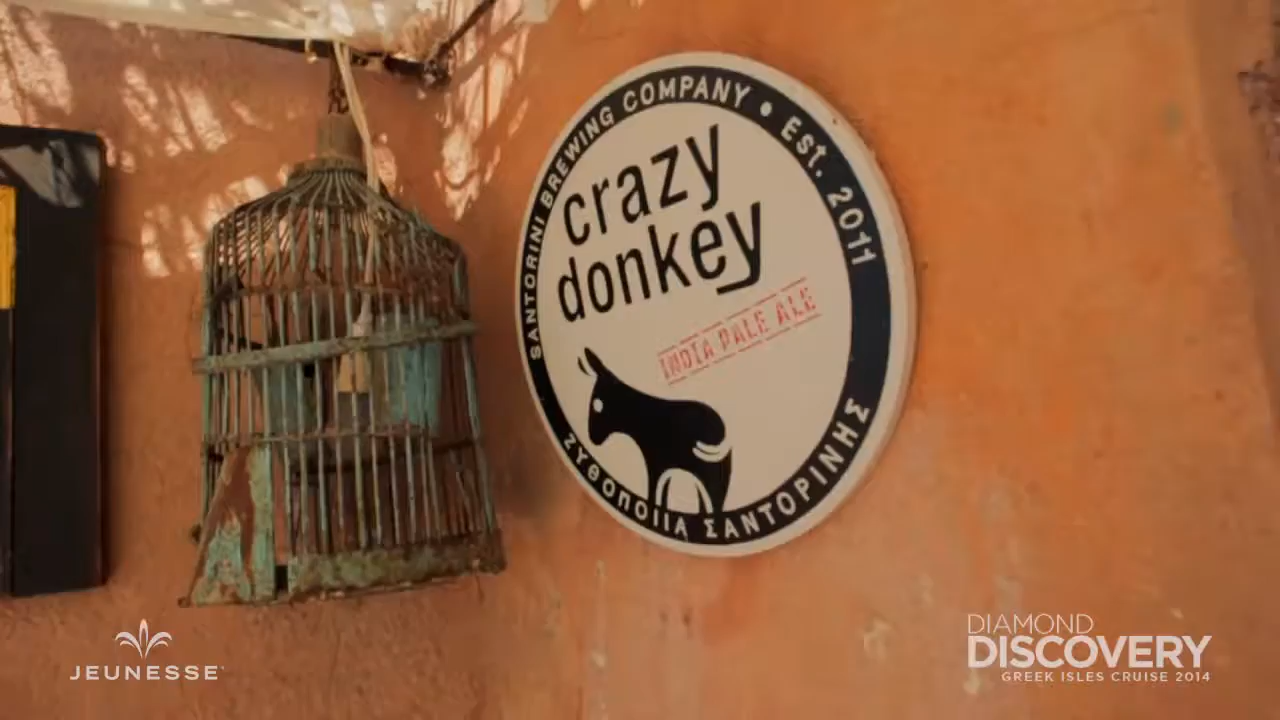 SANTORINI BREWING COMPANY • Est. 2011
crazy
donkey
INDIA PALE ALE
ΖΥΘΟΠΟΙΙΑ ΣΑΝΤΟΡΙΝΗΣ
JEUNESSE
DIAMOND
DISCOVERY
GREEK ISLES CRUISE 2014